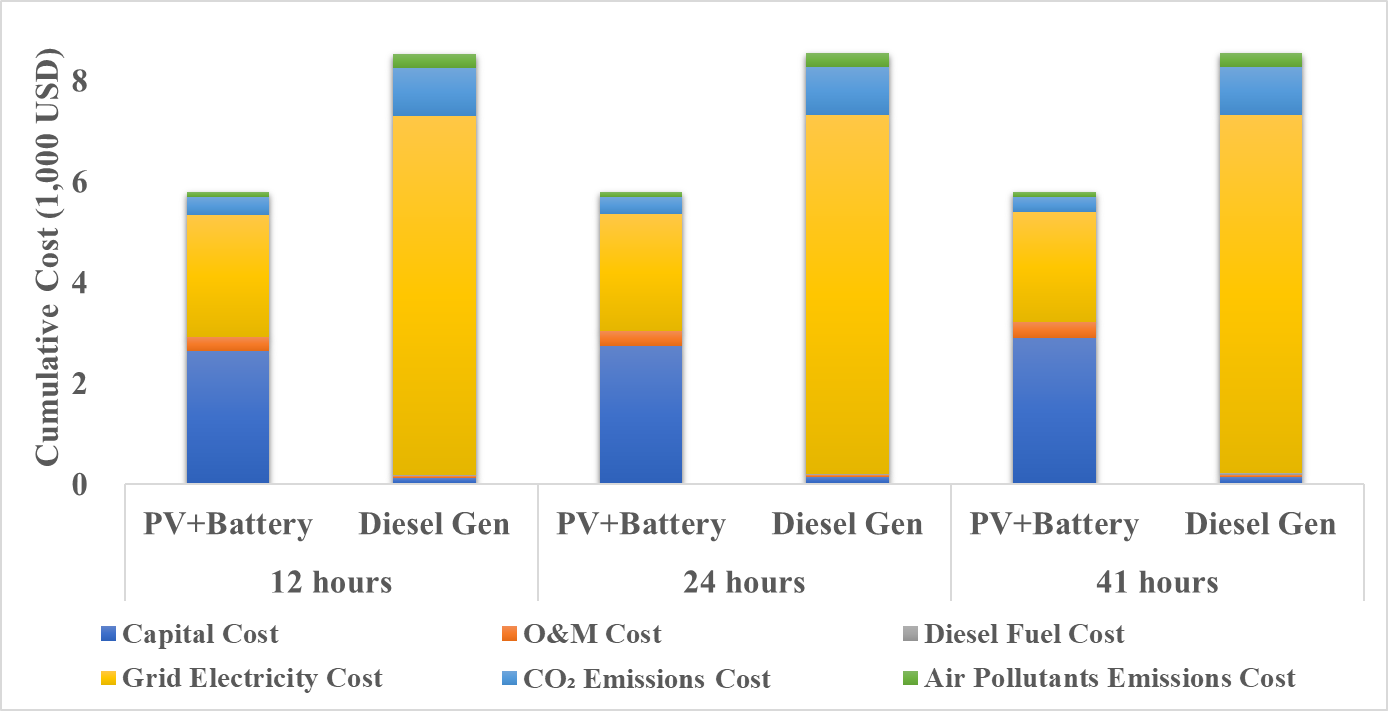 Cumulative Cost (1,000 USD)
8
6
4
2
0
PV+Battery Diesel Gen PV+Battery Diesel Gen PV+Battery Diesel Gen
12 hours 24 hours 41 hours
Capital Cost O&M Cost Diesel Fuel Cost
Grid Electricity Cost CO₂ Emissions Cost Air Pollutants Emissions Cost